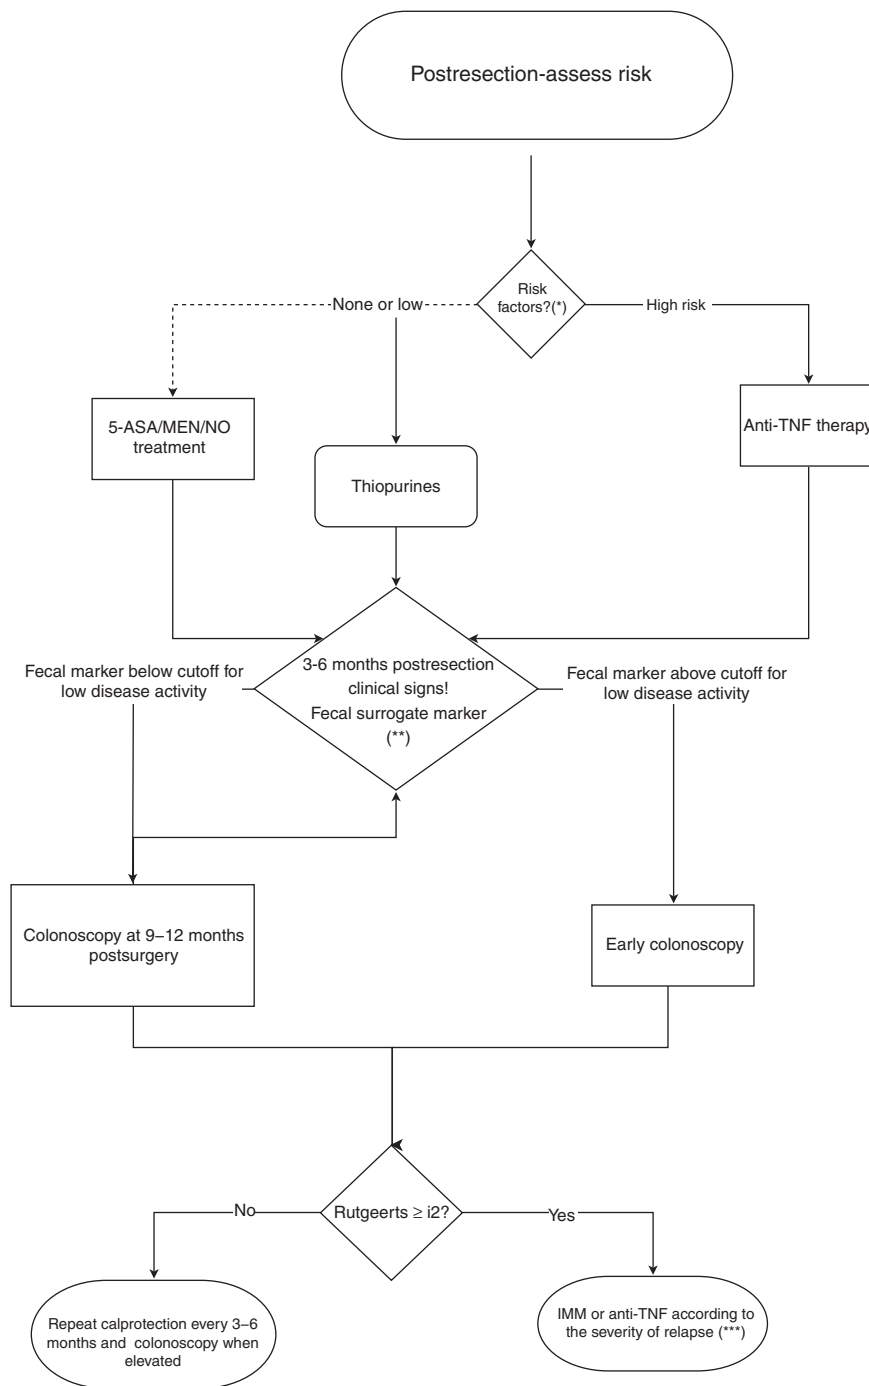 Postresection-assess risk
Risk
factors?(*)
None or low
High risk
5-ASA/MEN/NO
treatment
Thiopurines
Anti-TNF therapy
3-6 months postresection
clinical signs!
Fecal surrogate marker
(**)
Fecal marker below cutoff for
low disease activity
Fecal marker above cutoff for
low disease activity
Colonoscopy at 9–12 months
postsurgery
Early colonoscopy
Rutgeerts ≥ i2?
No
Yes
Repeat calprotection every 3–6
months and colonoscopy when
elevated
IMM or anti-TNF according to
the severity of relapse (***)